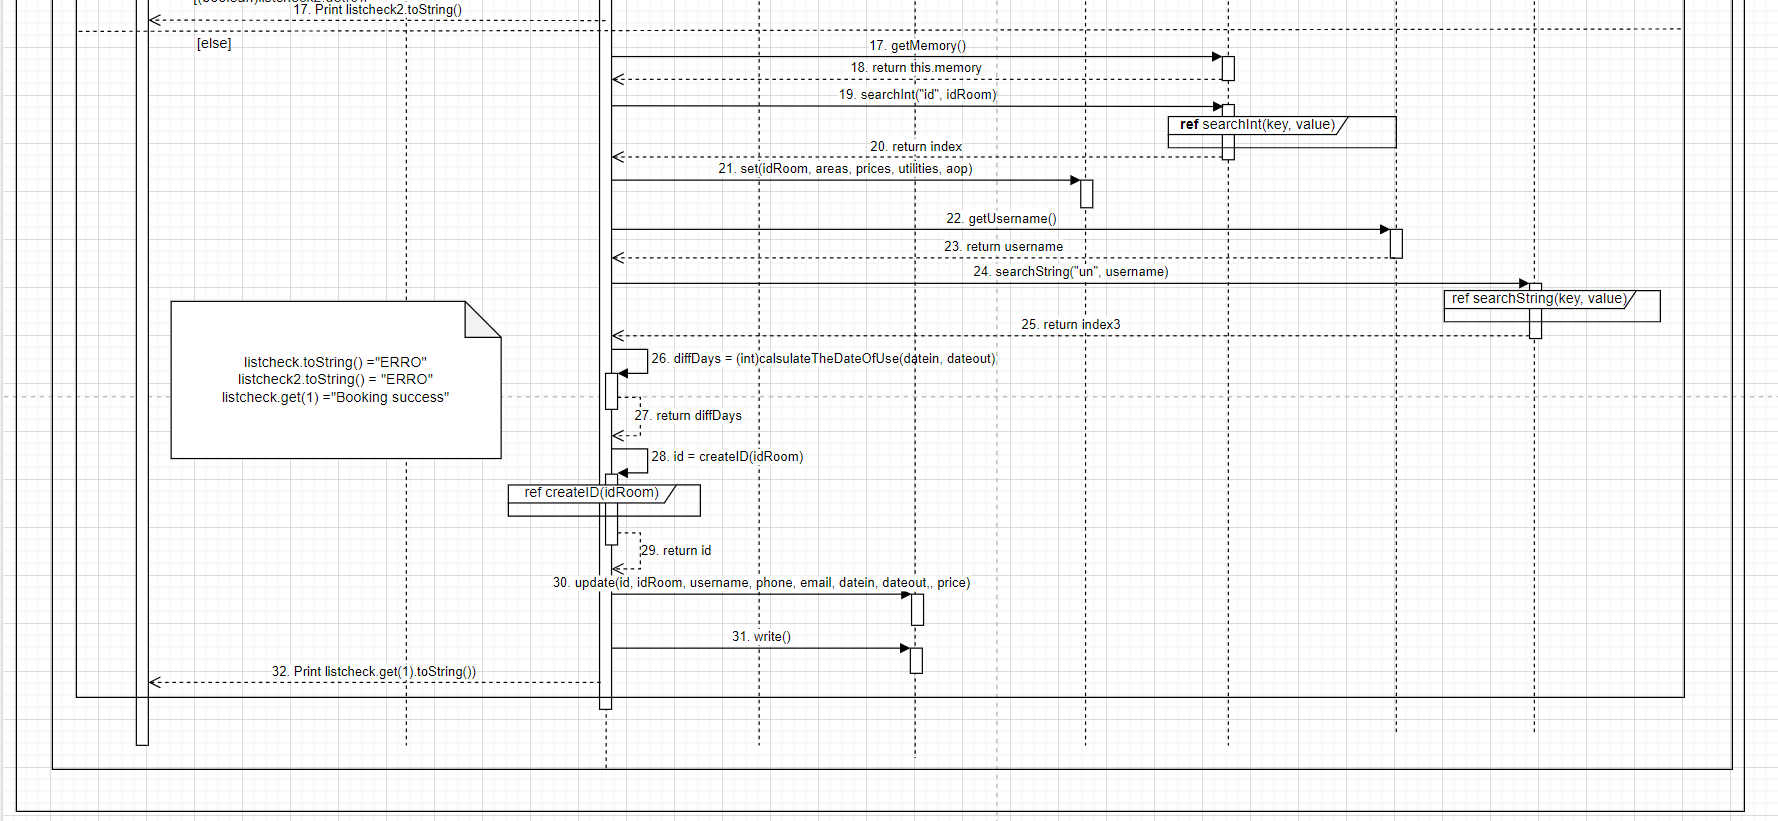 17. Print listcheck2.toString()
[else]
17. getMemory()
18. return this.memory
19. searchInt("id", idRoom)
ref searchInt(key, value)
20. return index
21. set(idRoom, areas, prices, utilities, aop)
22. getUsername()
23. return username
24. searchString("un", username)
ref searchString(key, value)
25. return index3
listcheck.toString() ="ERRO"
listcheck2.toString() = "ERRO"
listcheck.get(1) ="Booking success"
26. diffDays = (int)calsulateTheDateOfUse(datein, dateout)
27. return diffDays
28. id = createID(idRoom)
ref createID(idRoom)
29. return id
30. update(id, idRoom, username, phone, email, datein, dateout,, price)
31. write()
32. Print listcheck.get(1).toString())